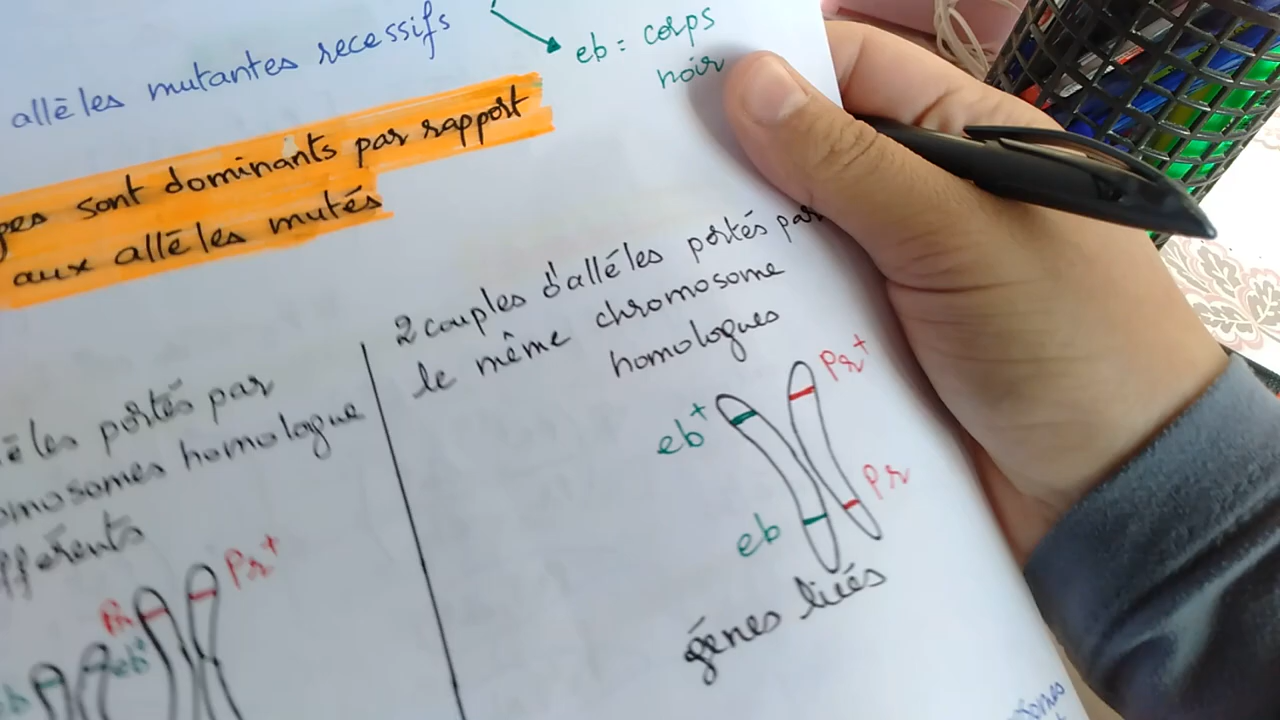 allèles mutantes recessifs
eb = corps
noir
sont dominants par rapport
aux allèles mutés
2 couples d'allèles portés par
le même chromosome
homologues
portés par
homologue
Pr+
eb+
Pr
eb
gènes liés
Pr+
Pr
eb+